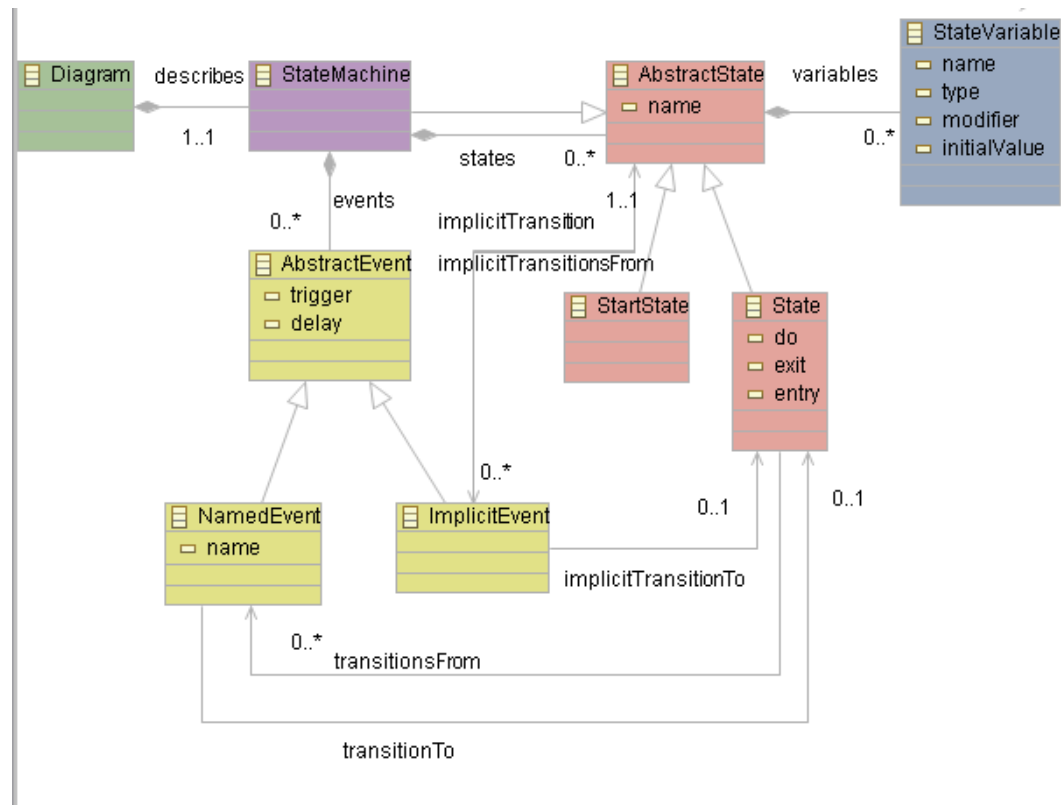 StateVariable
name
type
modifier
initialValue
Diagram
describes
1..1
StateMachine
AbstractState
name
variables
0..*
states
0..*
events
0..*
implicitTransition
1..1
implicitTransitionsFrom
AbstractEvent
trigger
delay
StartState
State
do
exit
entry
0..*
0..1
0..1
NamedEvent
name
ImplicitEvent
implicitTransitionTo
0..*
transitionsFrom
transitionTo